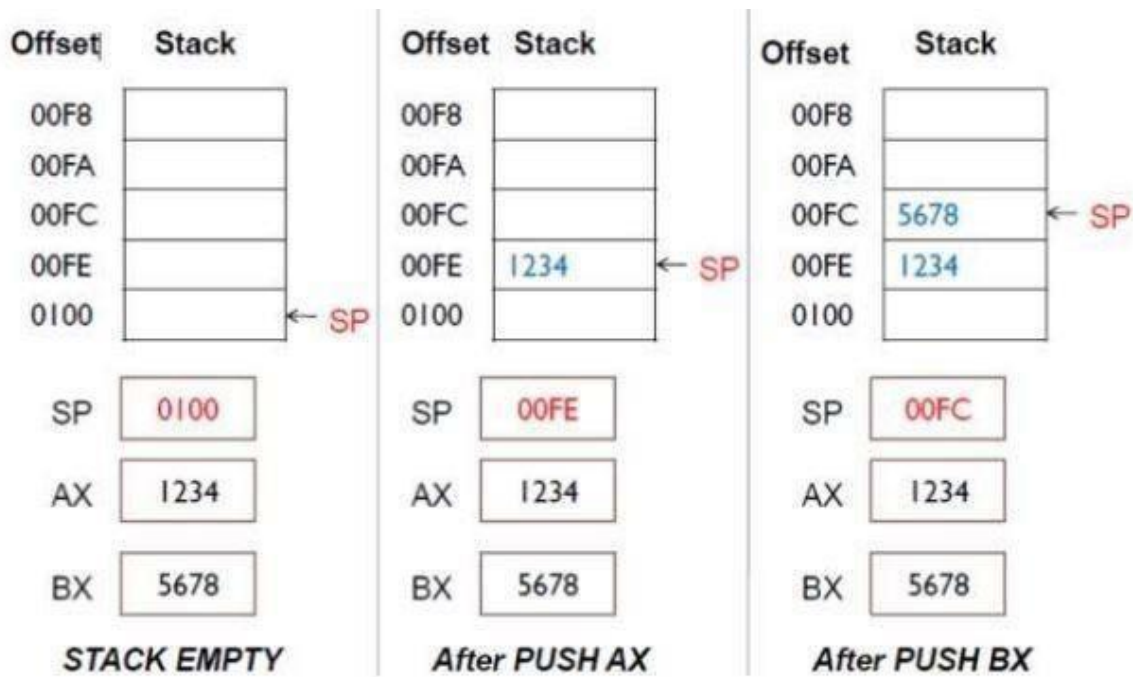 Offset Stack
00F8
00FA
00FC
00FE
0100 ← SP
SP 0100
AX 1234
BX 5678
STACK EMPTY
Offset Stack
00F8
00FA
00FC
00FE 1234 ← SP
0100
SP 00FE
AX 1234
BX 5678
After PUSH AX
Offset Stack
00F8
00FA
00FC 5678 ← SP
00FE 1234
0100
SP 00FC
AX 1234
BX 5678
After PUSH BX